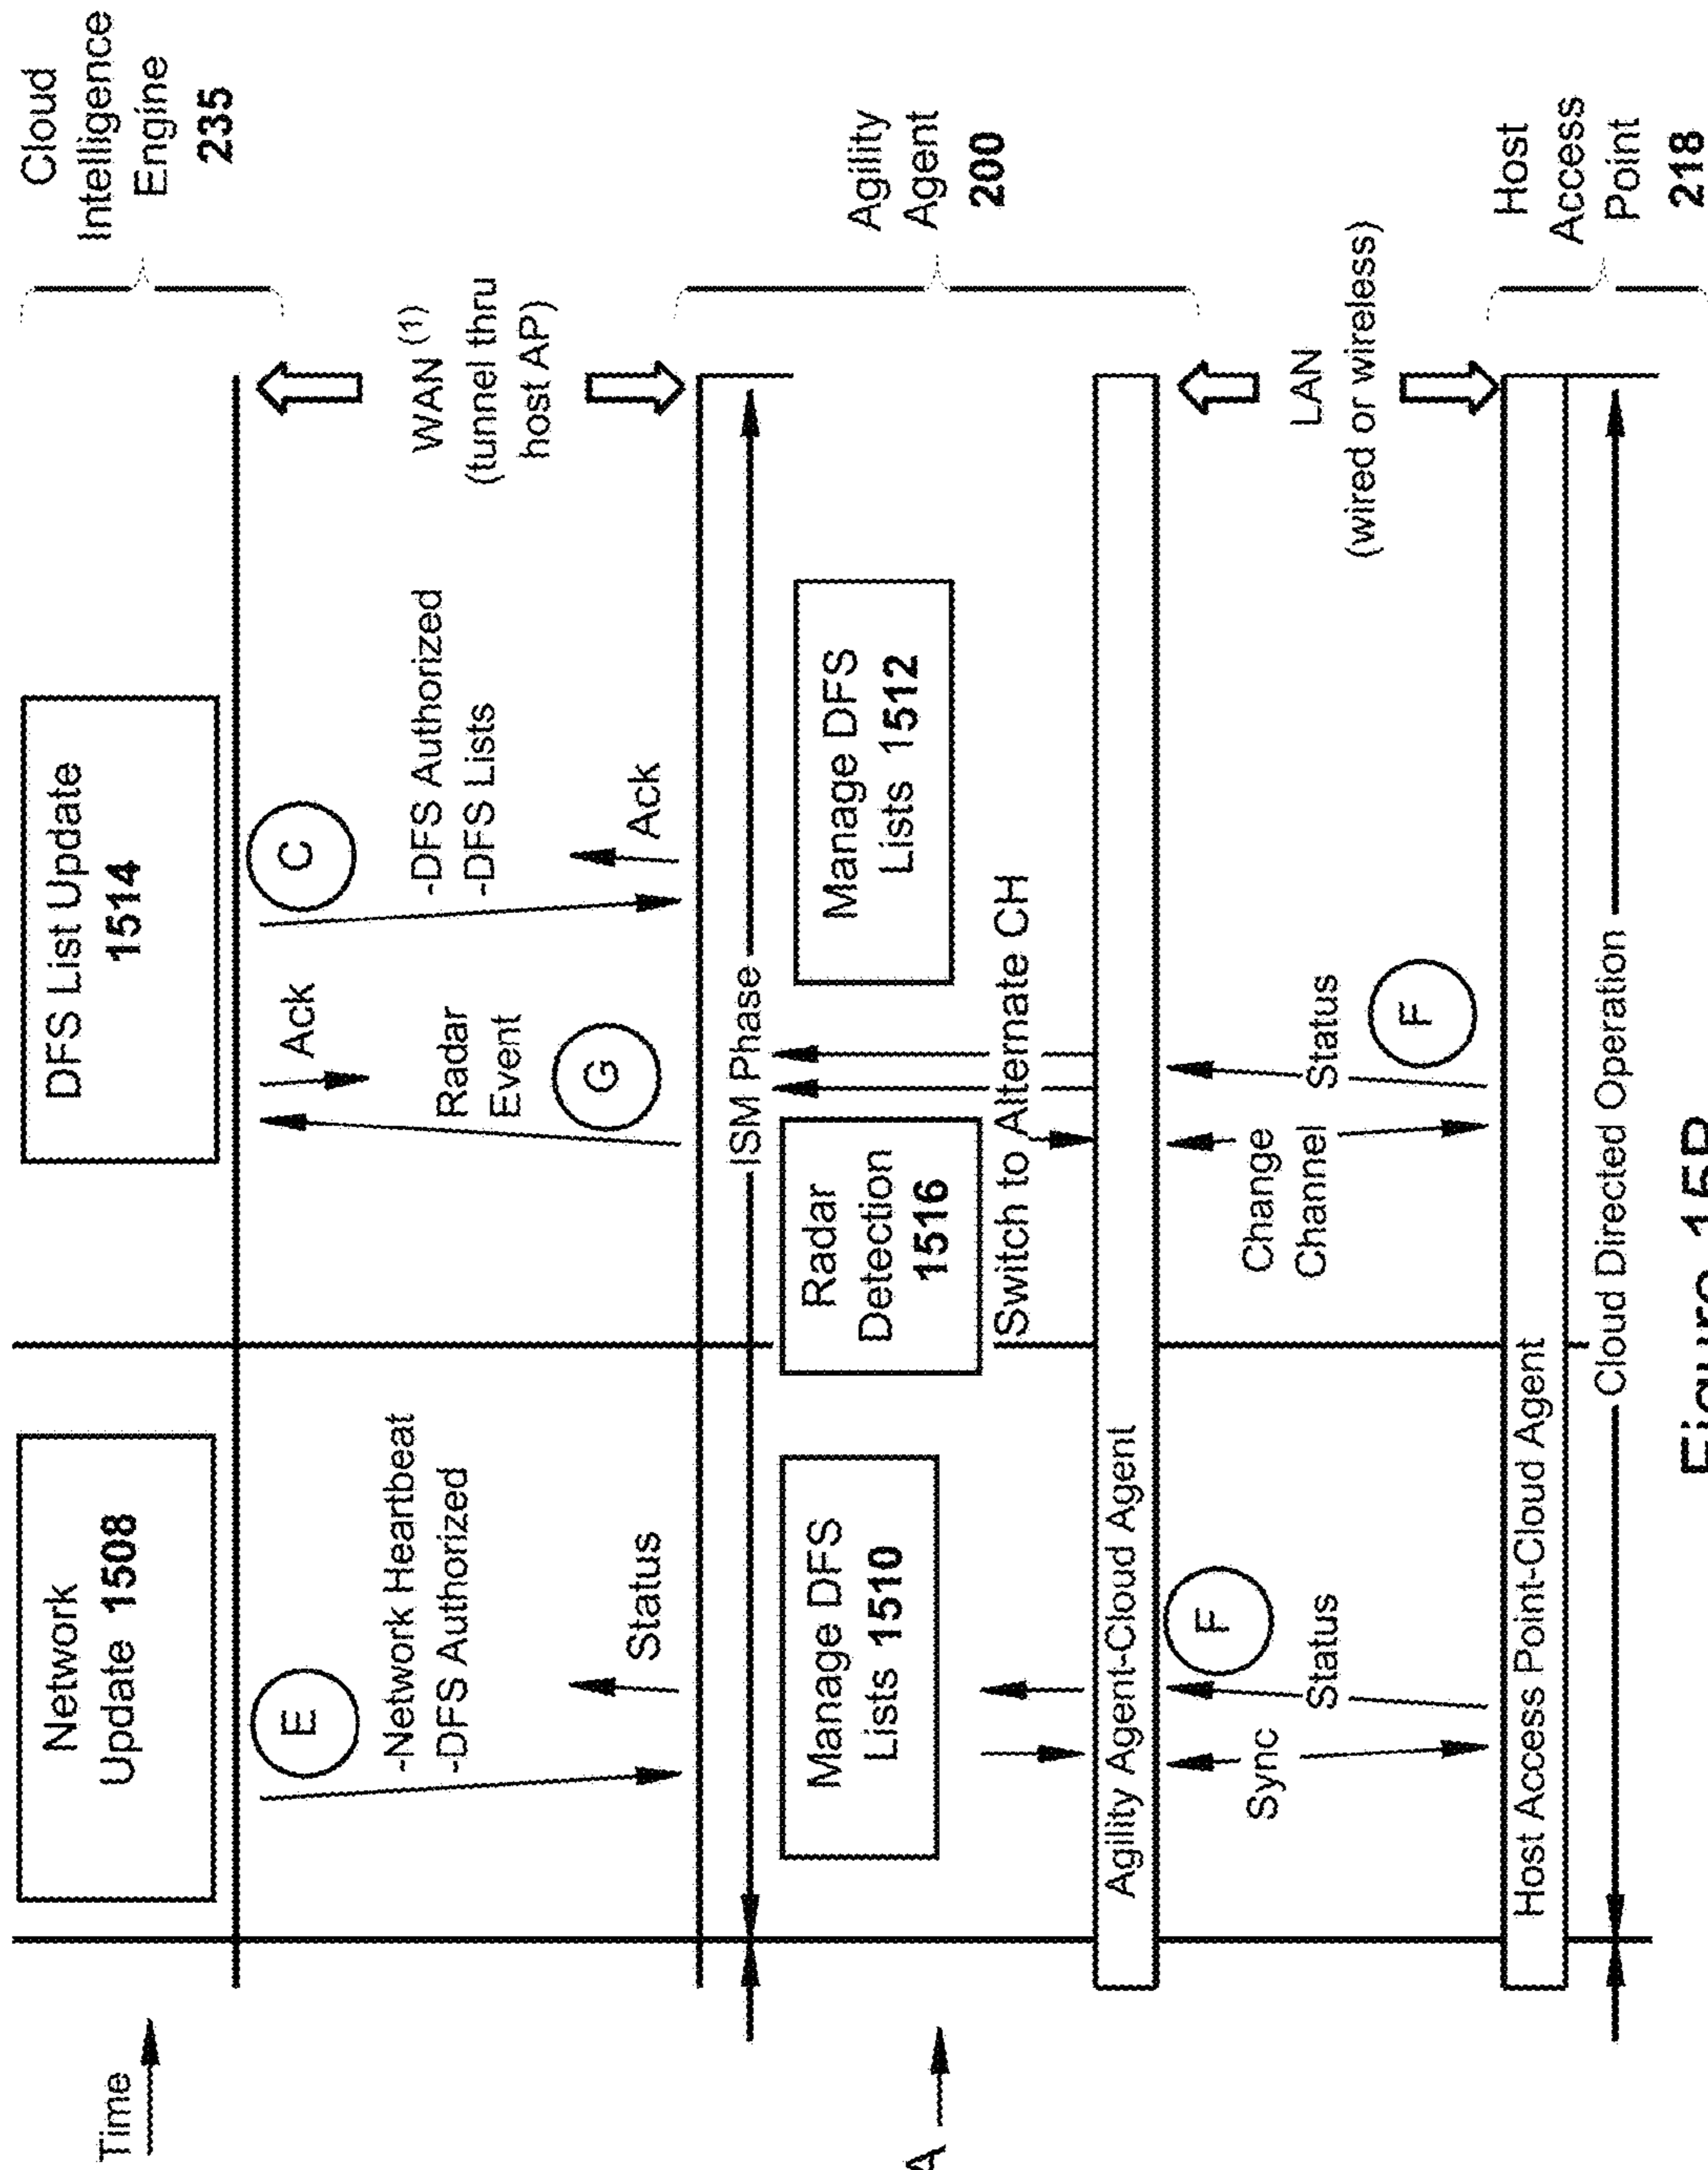 Time
Network
Update 1508
DFS List Update
1514
Cloud
Intelligence
Engine
235
E
-Network Heartbeat
-DFS Authorized
Status
Ack
Radar
Event
G
C
-DFS Authorized
-DFS Lists
Ack
WAN (1)
(tunnel thru
host AP)
ISM Phase
A
Manage DFS
Lists 1510
Radar
Detection
1516
Manage DFS
Lists 1512
Switch to Alternate CH
Agility
Agent
200
Agility Agent-Cloud Agent
F
Sync
Status
Change
Channel
Status
F
LAN
(wired or wireless)
Host Access Point-Cloud Agent
Cloud Directed Operation
Host
Access
Point
218
Figure 15B